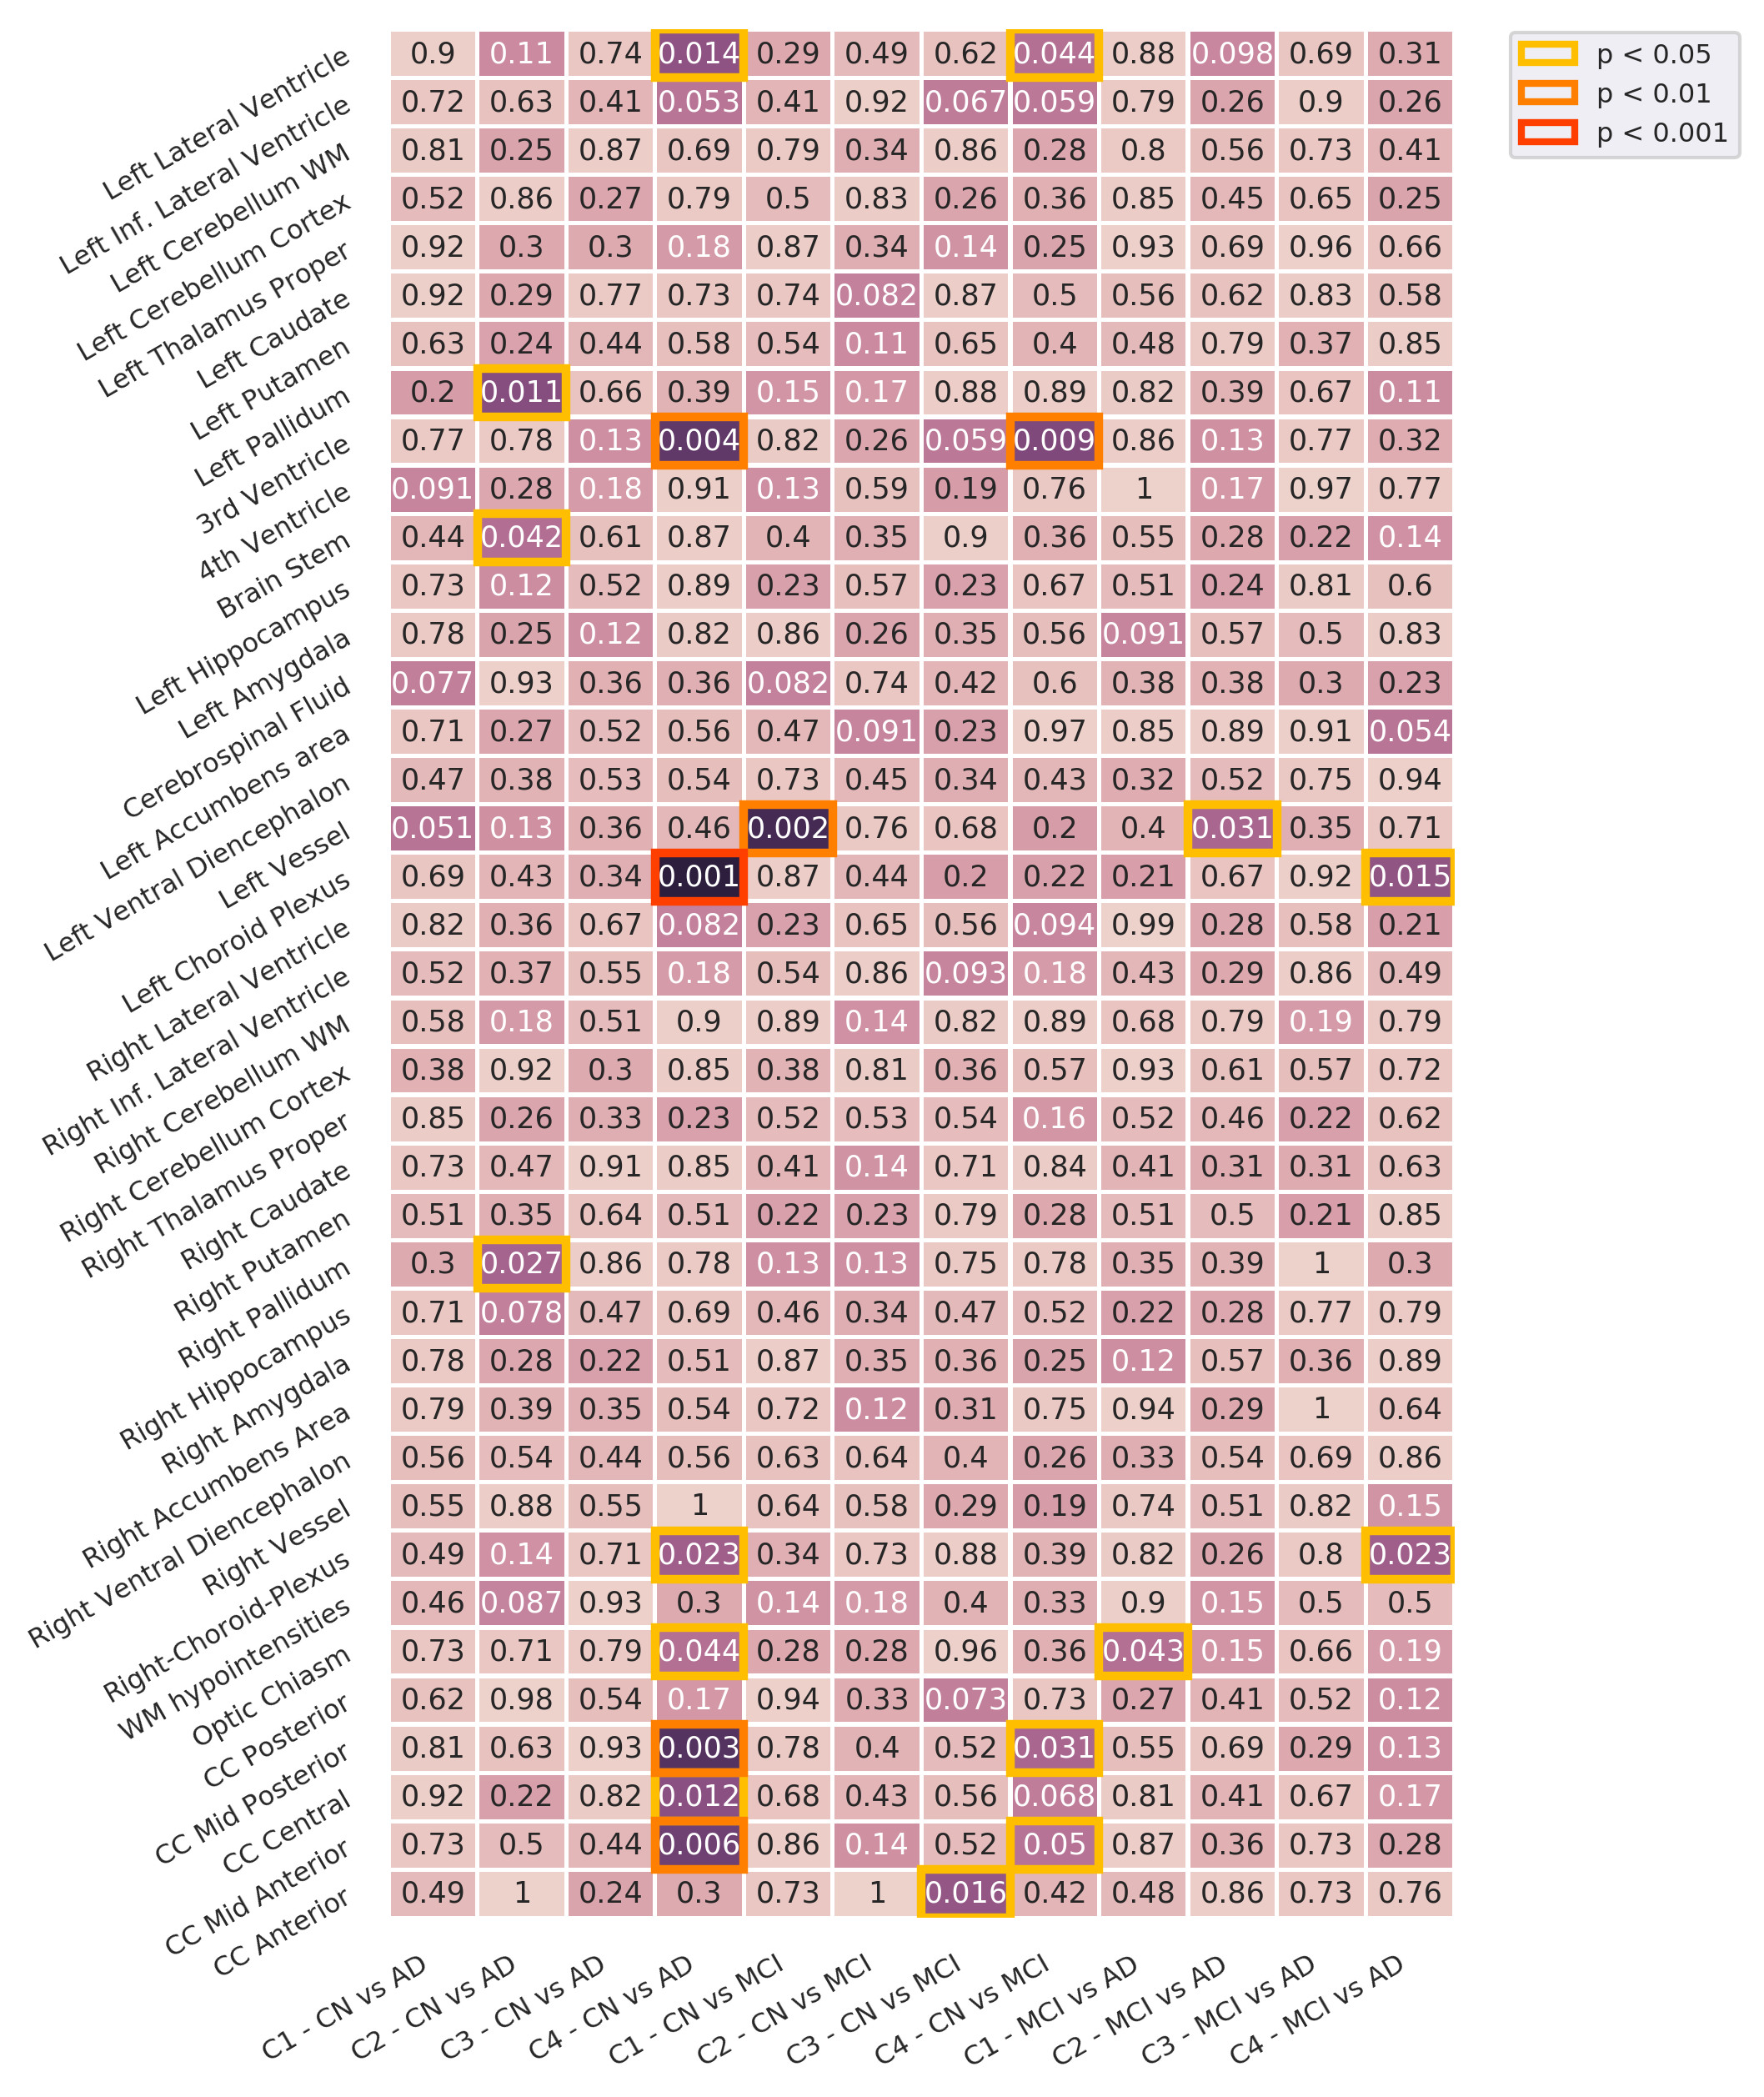 Left Lateral Ventricle 0.9 0.11 0.74 0.014 0.29 0.49 0.62 0.044 0.88 0.098 0.69 0.31
Left Inf. Lateral Ventricle 0.72 0.63 0.41 0.053 0.41 0.92 0.067 0.059 0.79 0.26 0.9 0.26
Left Cerebellum WM 0.81 0.25 0.87 0.69 0.79 0.34 0.86 0.28 0.8 0.56 0.73 0.41
Left Cerebellum Cortex 0.52 0.86 0.27 0.79 0.5 0.83 0.26 0.36 0.85 0.45 0.65 0.25
Left Thalamus Proper 0.92 0.3 0.3 0.18 0.87 0.34 0.14 0.25 0.93 0.69 0.96 0.66
Left Caudate 0.92 0.29 0.77 0.73 0.74 0.082 0.87 0.5 0.56 0.62 0.83 0.58
Left Putamen 0.63 0.24 0.44 0.58 0.54 0.11 0.65 0.4 0.48 0.79 0.37 0.85
Left Pallidum 0.2 0.011 0.66 0.39 0.15 0.17 0.88 0.89 0.82 0.39 0.67 0.11
3rd Ventricle 0.77 0.78 0.13 0.004 0.82 0.26 0.059 0.009 0.86 0.13 0.77 0.32
4th Ventricle 0.091 0.28 0.18 0.91 0.13 0.59 0.19 0.76 1 0.17 0.97 0.77
Brain Stem 0.44 0.042 0.61 0.87 0.4 0.35 0.9 0.36 0.55 0.28 0.22 0.14
Left Hippocampus 0.73 0.12 0.52 0.89 0.23 0.57 0.23 0.67 0.51 0.24 0.81 0.6
Left Amygdala 0.78 0.25 0.12 0.82 0.86 0.26 0.35 0.56 0.091 0.57 0.5 0.83
Cerebrospinal Fluid 0.077 0.93 0.36 0.36 0.082 0.74 0.42 0.6 0.38 0.38 0.3 0.23
Left Accumbens area 0.71 0.27 0.52 0.56 0.47 0.091 0.23 0.97 0.85 0.89 0.91 0.054
Left Ventral Diencephalon 0.47 0.38 0.53 0.54 0.73 0.45 0.34 0.43 0.32 0.52 0.75 0.94
Left Vessel 0.051 0.13 0.36 0.46 0.002 0.76 0.68 0.2 0.4 0.031 0.35 0.71
Left Choroid Plexus 0.69 0.43 0.34 0.001 0.87 0.44 0.2 0.22 0.21 0.67 0.92 0.015
Right Lateral Ventricle 0.82 0.36 0.67 0.082 0.23 0.65 0.56 0.094 0.99 0.28 0.58 0.21
Right Inf. Lateral Ventricle 0.52 0.37 0.55 0.18 0.54 0.86 0.093 0.18 0.43 0.29 0.86 0.49
Right Cerebellum WM 0.58 0.18 0.51 0.9 0.89 0.14 0.82 0.89 0.68 0.79 0.19 0.79
Right Cerebellum Cortex 0.38 0.92 0.3 0.85 0.38 0.81 0.36 0.57 0.93 0.61 0.57 0.72
Right Thalamus Proper 0.85 0.26 0.33 0.23 0.52 0.53 0.54 0.16 0.52 0.46 0.22 0.62
Right Caudate 0.73 0.47 0.91 0.85 0.41 0.14 0.71 0.84 0.41 0.31 0.31 0.63
Right Putamen 0.51 0.35 0.64 0.51 0.22 0.23 0.79 0.28 0.51 0.5 0.21 0.85
Right Pallidum 0.3 0.027 0.86 0.78 0.13 0.13 0.75 0.78 0.35 0.39 1 0.3
Right Hippocampus 0.71 0.078 0.47 0.69 0.46 0.34 0.47 0.52 0.22 0.28 0.77 0.79
Right Amygdala 0.78 0.28 0.22 0.51 0.87 0.35 0.36 0.25 0.12 0.57 0.36 0.89
Right Accumbens Area 0.79 0.39 0.35 0.54 0.72 0.12 0.31 0.75 0.94 0.29 1 0.64
Right Ventral Diencephalon 0.56 0.54 0.44 0.56 0.63 0.64 0.4 0.26 0.33 0.54 0.69 0.86
Right Vessel 0.55 0.88 0.55 1 0.64 0.58 0.29 0.19 0.74 0.51 0.82 0.15
Right-Choroid-Plexus 0.49 0.14 0.71 0.023 0.34 0.73 0.88 0.39 0.82 0.26 0.8 0.023
WM hypointensities 0.46 0.087 0.93 0.3 0.14 0.18 0.4 0.33 0.9 0.15 0.5 0.5
Optic Chiasm 0.73 0.71 0.79 0.044 0.28 0.28 0.96 0.36 0.043 0.15 0.66 0.19
CC Posterior 0.62 0.98 0.54 0.17 0.94 0.33 0.073 0.73 0.27 0.41 0.52 0.12
CC Mid Posterior 0.81 0.63 0.93 0.003 0.78 0.4 0.52 0.031 0.55 0.69 0.29 0.13
CC Central 0.92 0.22 0.82 0.012 0.68 0.43 0.56 0.068 0.81 0.41 0.67 0.17
CC Mid Anterior 0.73 0.5 0.44 0.006 0.86 0.14 0.52 0.05 0.87 0.36 0.73 0.28
CC Anterior 0.49 1 0.24 0.3 0.73 1 0.016 0.42 0.48 0.86 0.73 0.76
C1 - CN vs AD
C2 - CN vs AD
C3 - CN vs AD
C4 - CN vs AD
C1 - CN vs MCI
C2 - CN vs MCI
C3 - CN vs MCI
C4 - CN vs MCI
C1 - MCI vs AD
C2 - MCI vs AD
C3 - MCI vs AD
C4 - MCI vs AD
p < 0.05
p < 0.01
p < 0.001